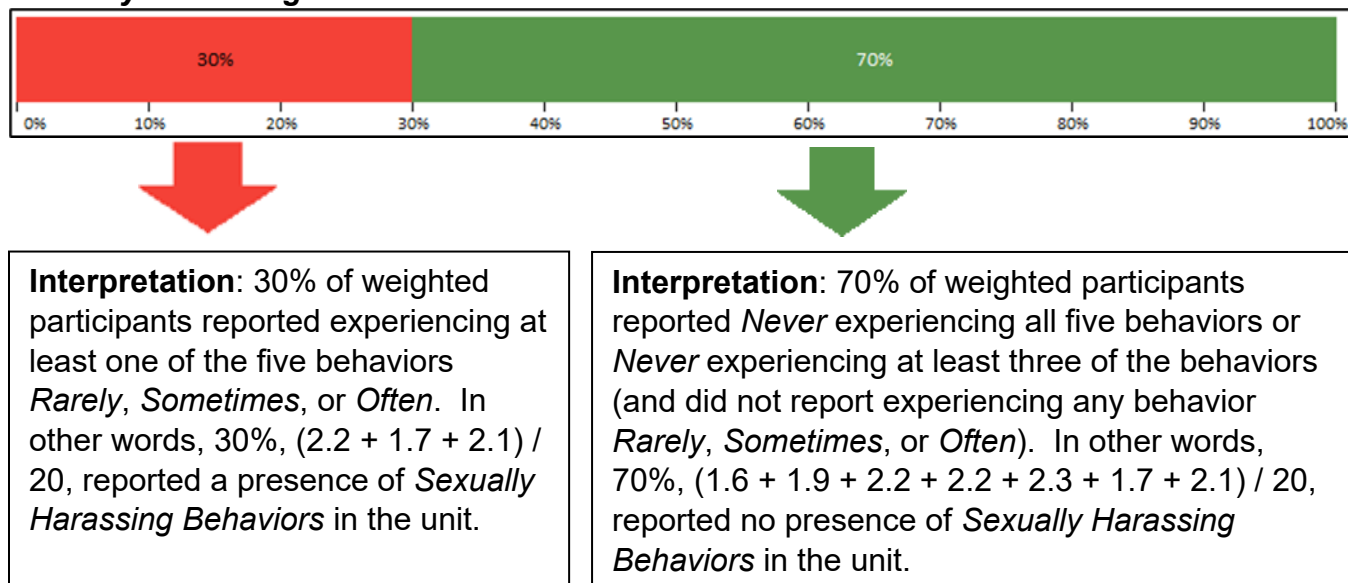 30% 70%
0% 10% 20% 30% 40% 50% 60% 70% 80% 90% 100%
Interpretation: 30% of weighted
participants reported experiencing at
least one of the five behaviors
Rarely, Sometimes, or Often. In
other words, 30%, (2.2 + 1.7 + 2.1) /
20, reported a presence of Sexually
Harassing Behaviors in the unit.
Interpretation: 70% of weighted participants
reported Never experiencing all five behaviors or
Never experiencing at least three of the behaviors
(and did not report experiencing any behavior
Rarely, Sometimes, or Often). In other words,
70%, (1.6 + 1.9 + 2.2 + 2.2 + 2.3 + 1.7 + 2.1) / 20,
reported no presence of Sexually Harassing
Behaviors in the unit.